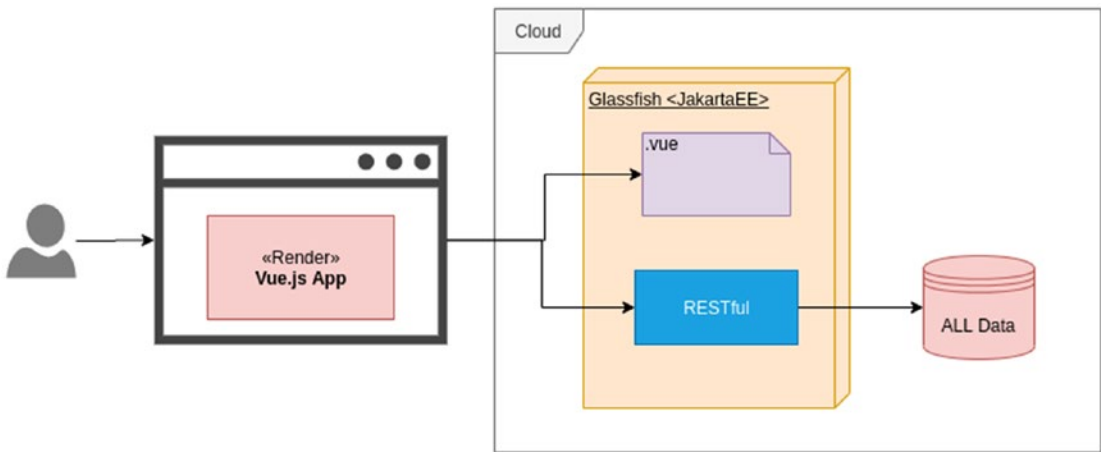 Cloud
Glassfish <JakartaEE>
.vue
«Render»
Vue.js App
RESTful
ALL Data